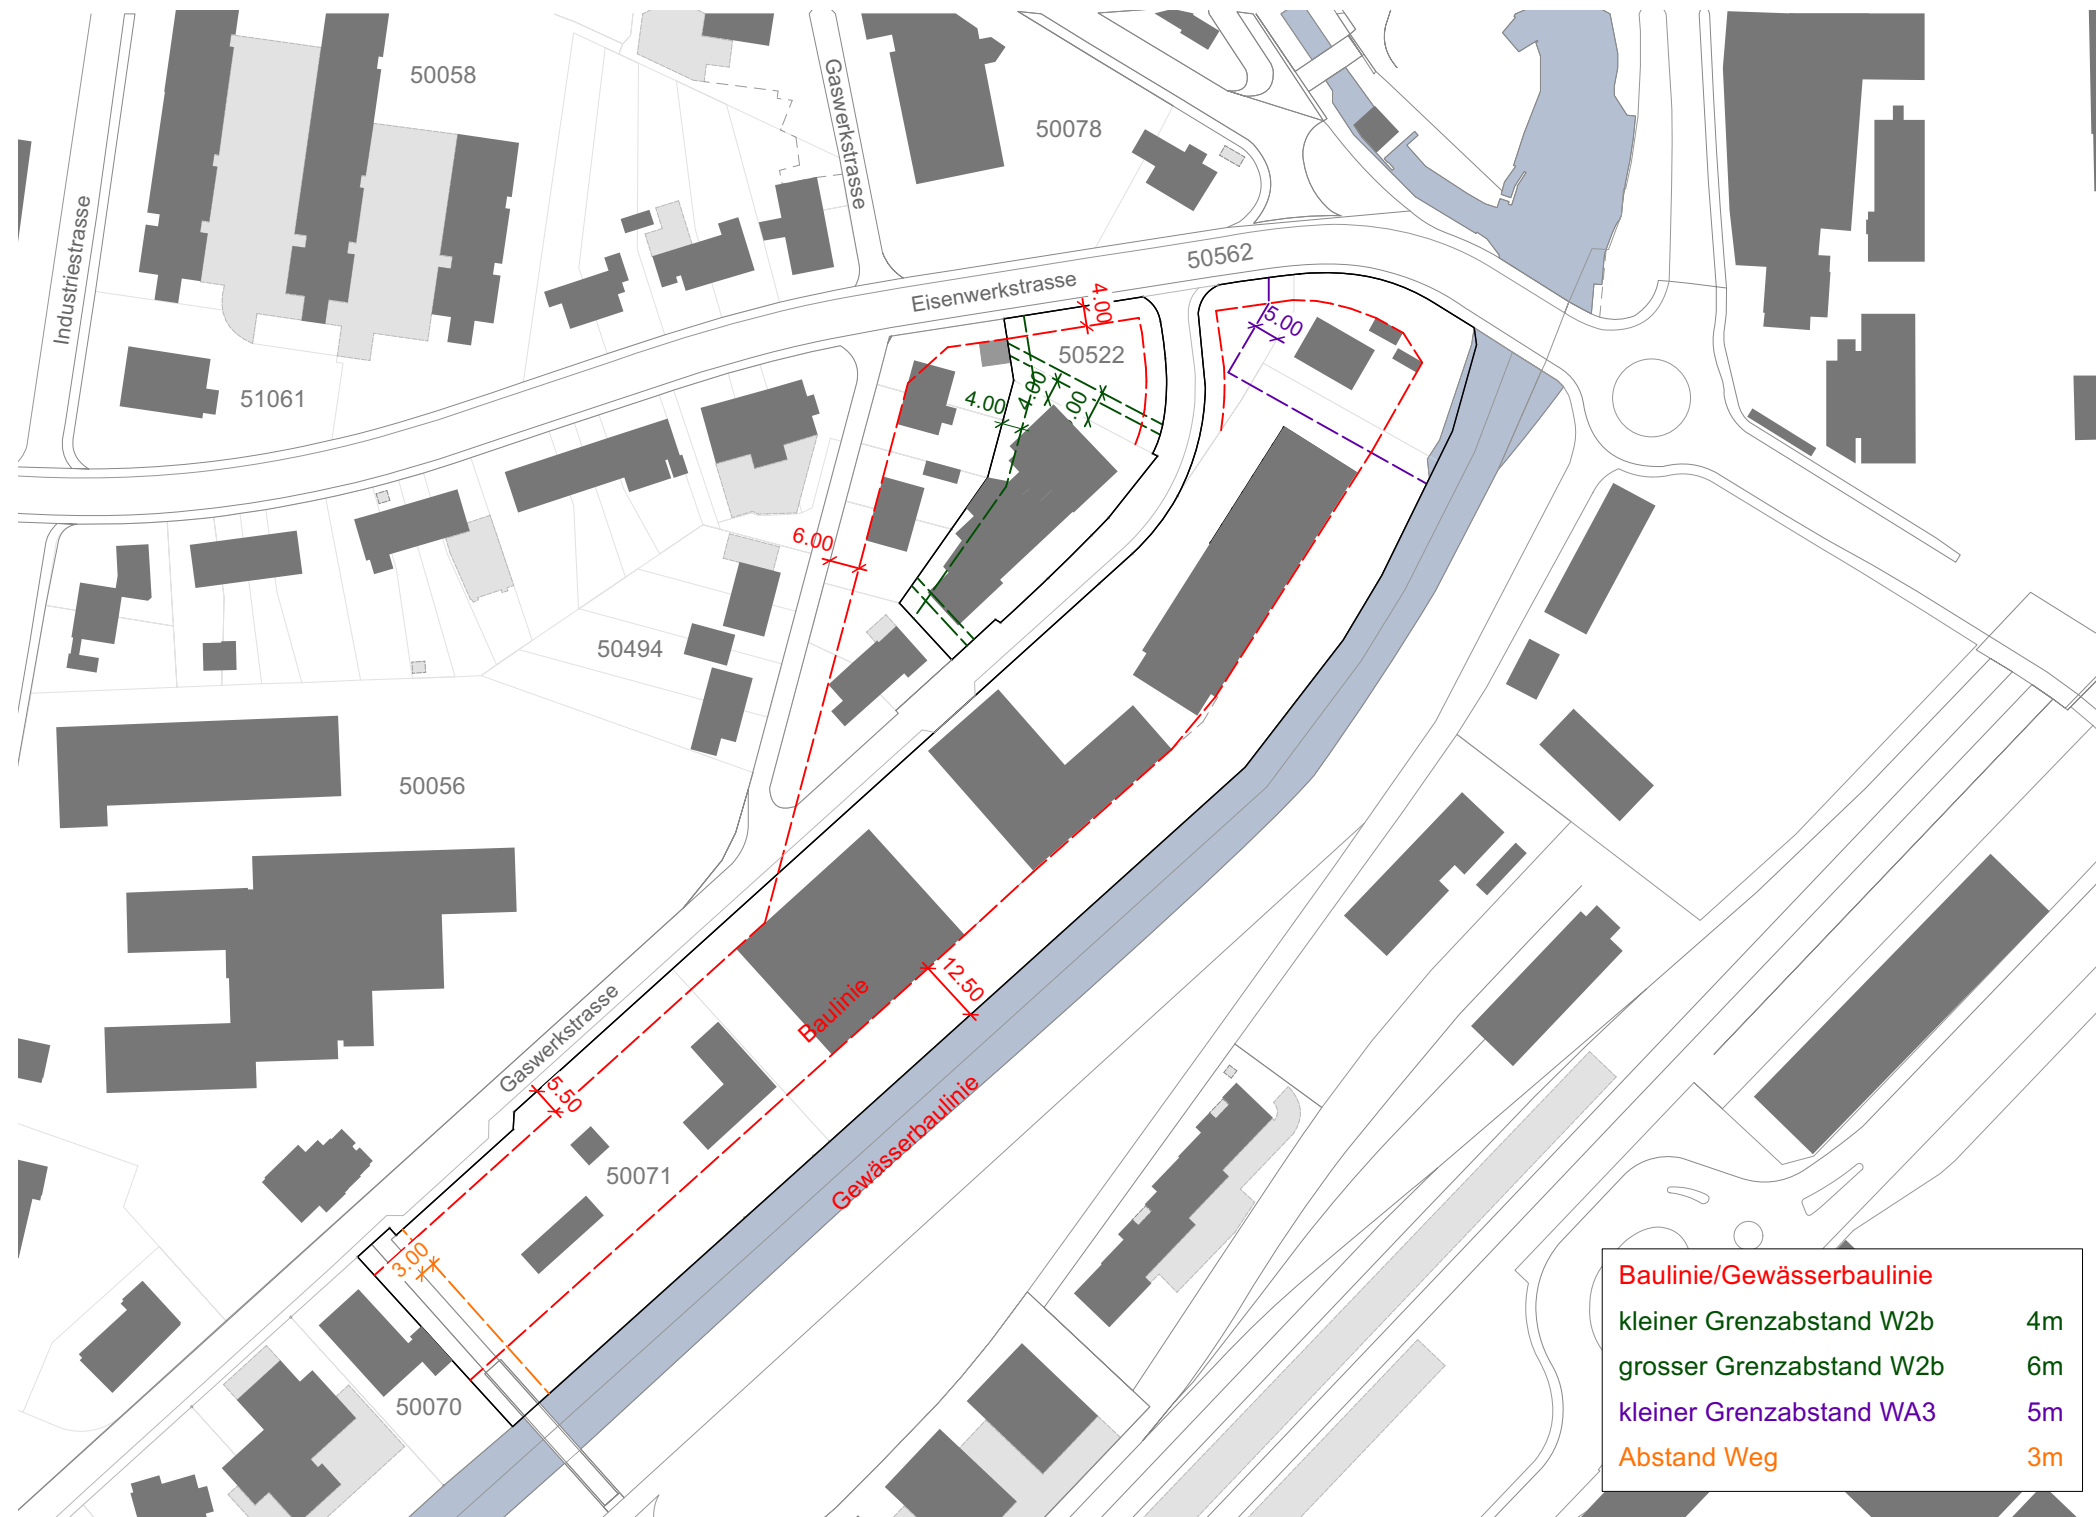 50058
Gaswerkstrasse
50078
Industriestrasse
50562
Eisenwerkstrasse
4.00
5.00
50522
51061
4.00
4.00
.00
6.00
50494
50056
12.50
Baulinie
Gaswerkstrasse
5.50
Gewässerbaulinie
50071
3.00
50070
Baulinie/Gewässerbaulinie
kleiner Grenzabstand W2b 4m
grosser Grenzabstand W2b 6m
kleiner Grenzabstand WA3 5m
Abstand Weg 3m